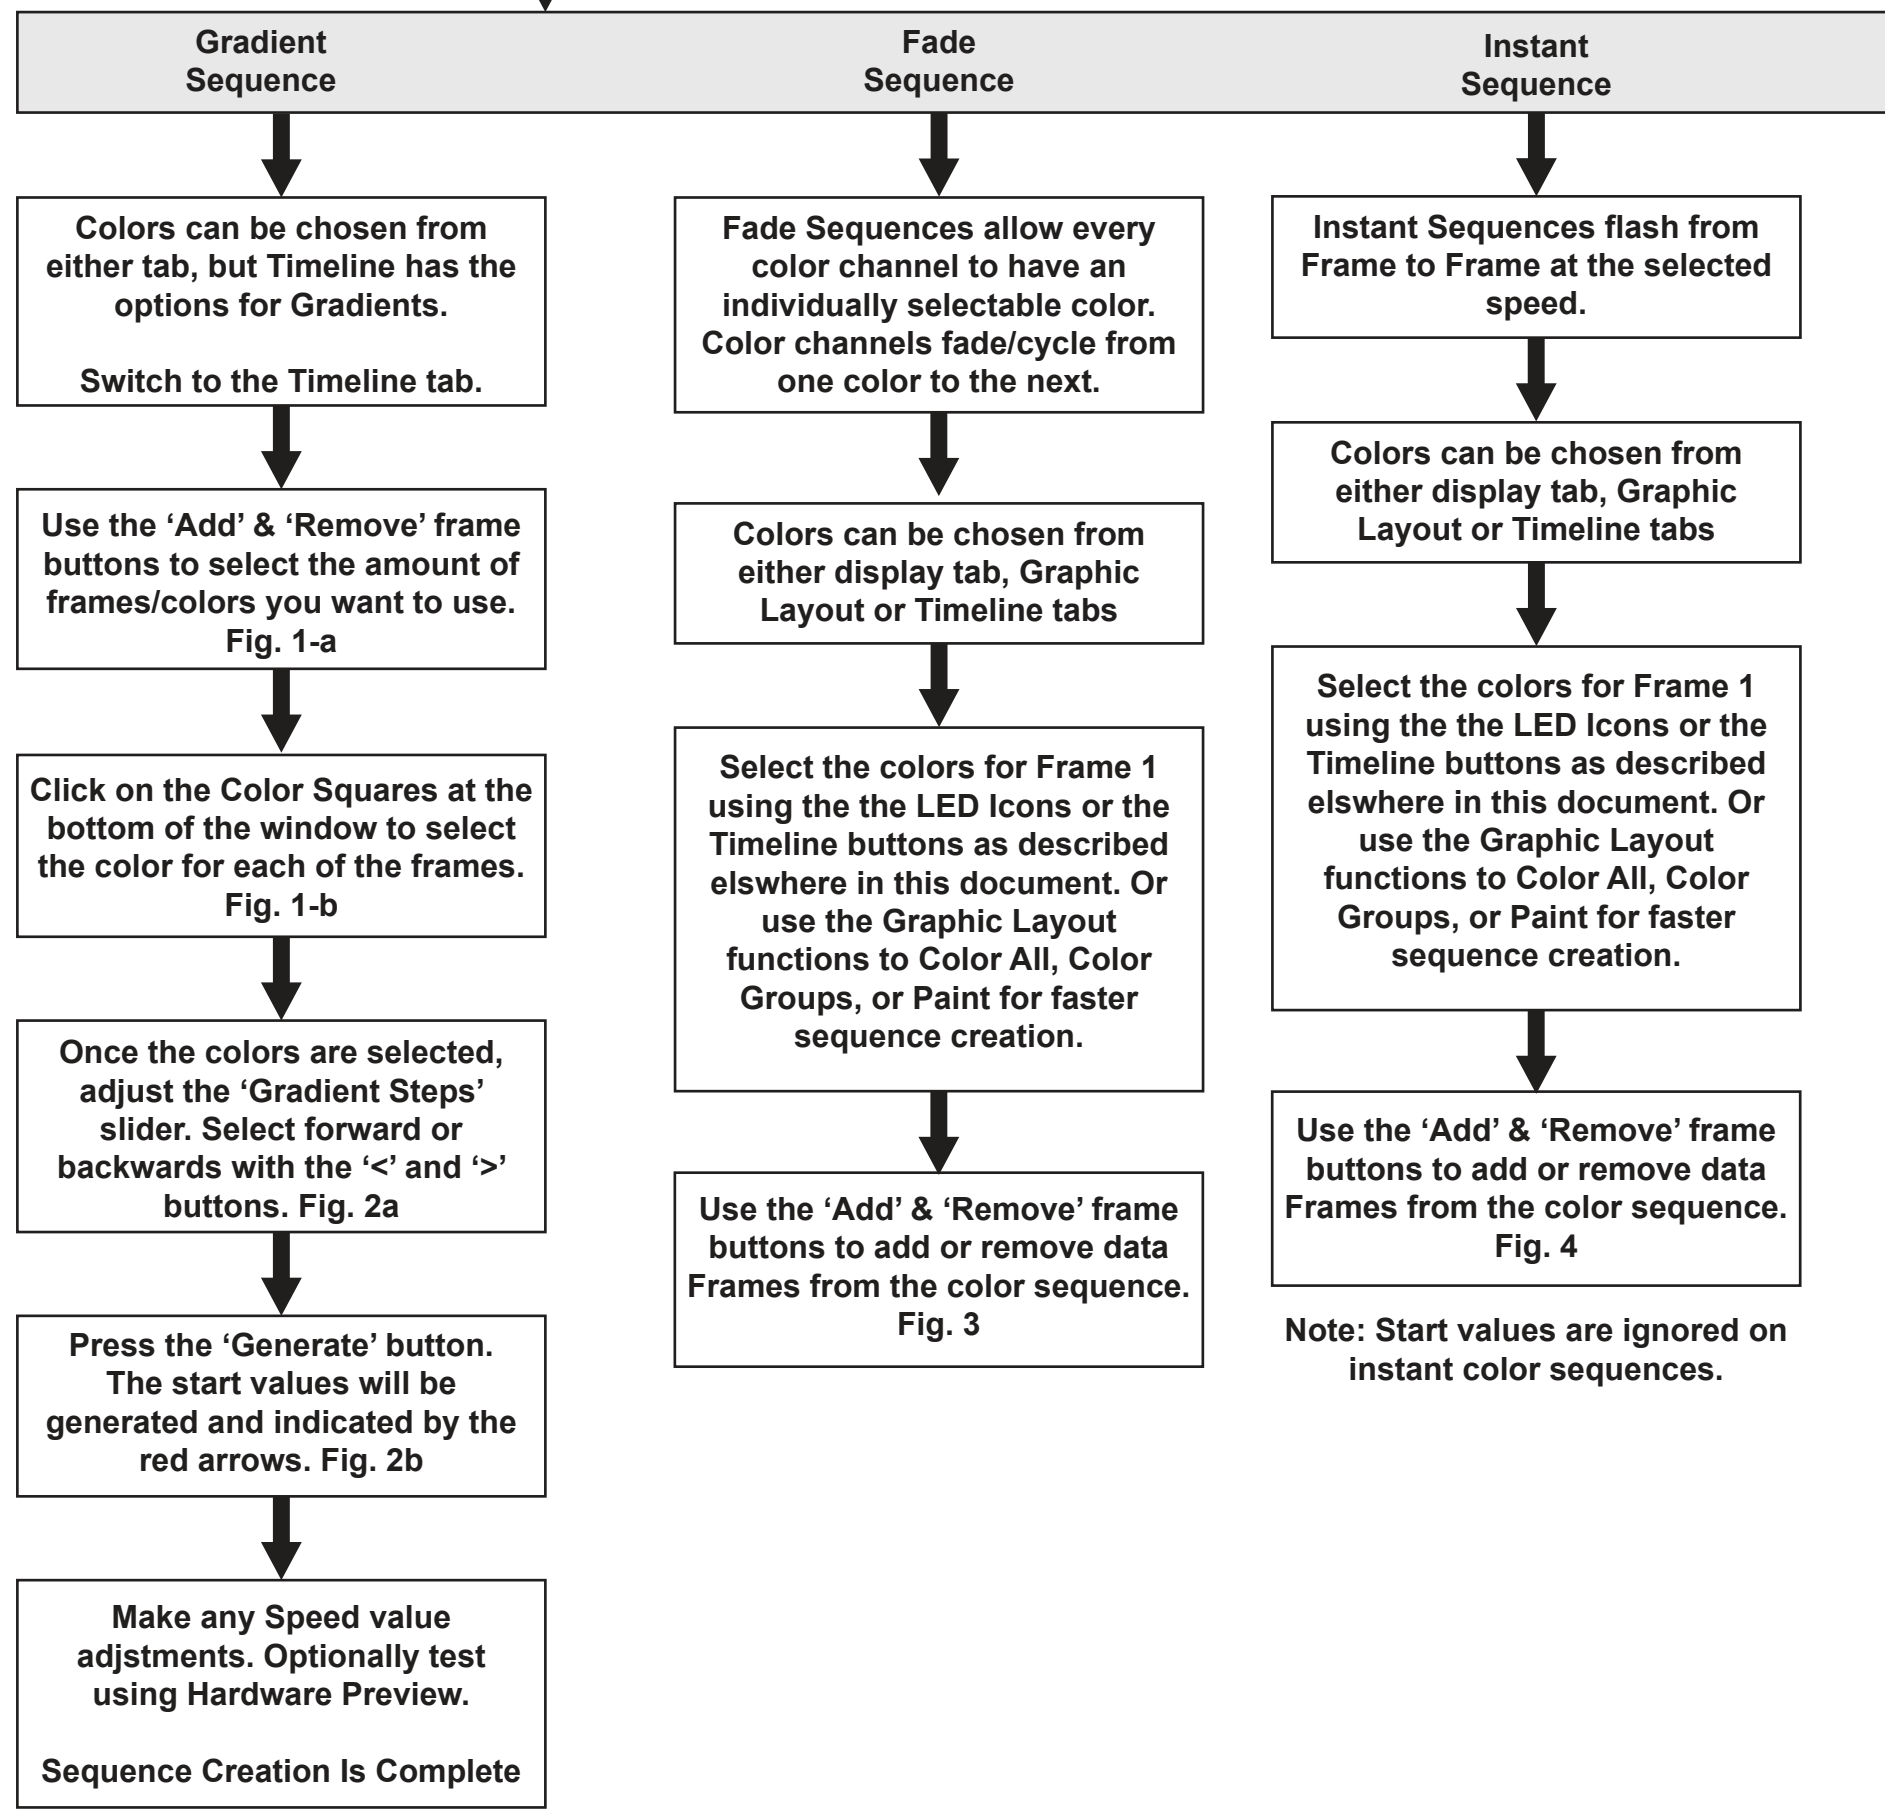 Gradient
Sequence
Fade
Sequence
Instant
Sequence
Colors can be chosen from
either tab, but Timeline has the
options for Gradients.
Switch to the Timeline tab.
Use the ‘Add’ & ‘Remove’ frame
buttons to select the amount of
frames/colors you want to use.
Fig. 1-a
Click on the Color Squares at the
bottom of the window to select
the color for each of the frames.
Fig. 1-b
Once the colors are selected,
adjust the ‘Gradient Steps’
slider. Select forward or
backwards with the ‘<’ and ‘>’
buttons. Fig. 2a
Press the ‘Generate’ button.
The start values will be
generated and indicated by the
red arrows. Fig. 2b
Make any Speed value
adjstments. Optionally test
using Hardware Preview.
Sequence Creation Is Complete
Fade Sequences allow every
color channel to have an
individually selectable color.
Color channels fade/cycle from
one color to the next.
Colors can be chosen from
either display tab, Graphic
Layout or Timeline tabs
Select the colors for Frame 1
using the the LED Icons or the
Timeline buttons as described
elswhere in this document. Or
use the Graphic Layout
functions to Color All, Color
Groups, or Paint for faster
sequence creation.
Use the ‘Add’ & ‘Remove’ frame
buttons to add or remove data
Frames from the color sequence.
Fig. 3
Instant Sequences flash from
Frame to Frame at the selected
speed.
Colors can be chosen from
either display tab, Graphic
Layout or Timeline tabs
Select the colors for Frame 1
using the the LED Icons or the
Timeline buttons as described
elswhere in this document. Or
use the Graphic Layout
functions to Color All, Color
Groups, or Paint for faster
sequence creation.
Use the ‘Add’ & ‘Remove’ frame
buttons to add or remove data
Frames from the color sequence.
Fig. 4
Note: Start values are ignored on
instant color sequences.